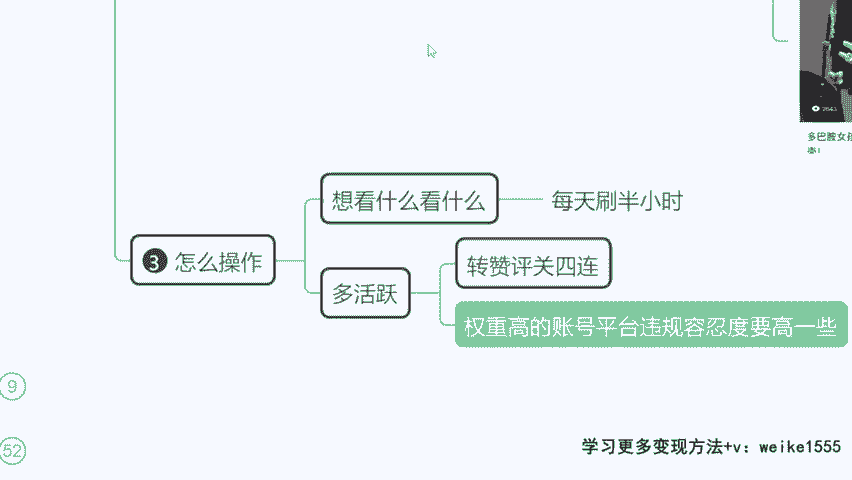 多巴胺女孩
❸ 怎么操作
想看什么看什么
每天刷半小时
多活跃
转赞评关四连
权重高的账号平台违规容忍度要高一些
9
52
学习更多变现方法+v：weike1555